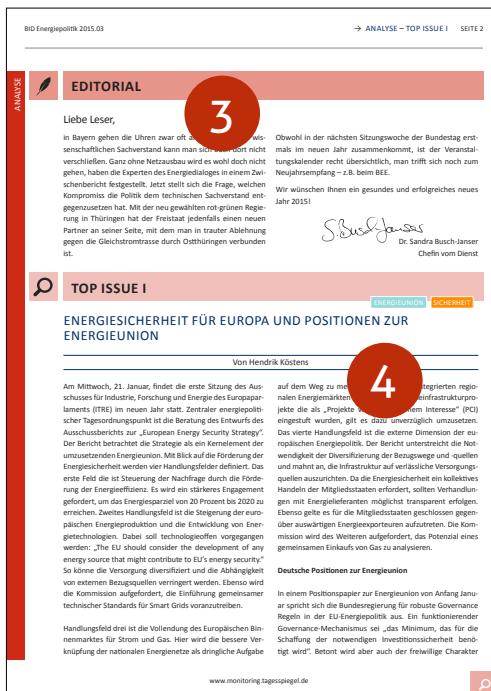 BID Energiepolitik 2015.03
→ ANALYSE – TOP ISSUE I SEITE 2
ANALYSE
EDITORIAL
3
Liebe Leser,
in Bayern gehen die Uhren zwar oft wis-
senschaftlichen Sachverstand kann man sich dort nicht
verschließen. Ganz ohne Netzausbau wird es wohl doch nicht
gehen, haben die Experten des Energiedialoges in einem Zwi-
schenbericht festgestellt. Jetzt stellt sich die Frage, welchen
Kompromis die Politik dem technischen Sachverstand ent-
gegenzusetzen hat. Mit der neu gewählten rot-grünen Regie-
rung in Thüringen hat der Freistaat jedenfalls einen neuen
Partner an seiner Seite, mit dem man in trauter Ablehnung
gegen die Gleichstromtrasse durch Ostthüringen verbunden
ist.
Obwohl in der nächsten Sitzungswoche der Bundestag erst-
mals im neuen Jahr zusammenkommt, ist der Veranstal-
tungskalender recht übersichtlich, man trifft sich noch zum
Neujahrsempfang – z.B. beim BEE.
Wir wünschen Ihnen ein gesundes und erfolgreiches neues
Jahr 2015!
S. Busch-Janser
Dr. Sandra Busch-Janser
Chefin vom Dienst
TOP ISSUE I
ENERGIEUNION SICHERHEIT
ENERGIESICHERHEIT FÜR EUROPA UND POSITIONEN ZUR
ENERGIEUNION
Von Hendrik Köstens
4
Am Mittwoch, 21. Januar, findet die erste Sitzung des Aus-
schusses für Industrie, Forschung und Energie des Europapar-
laments (ITRE) im neuen Jahr statt. Zentraler energiepoliti-
scher Tagesordnungspunkt ist die Beratung des Entwurfs des
Ausschussberichts zur „European Energy Security Strategy".
Der Bericht betrachtet die Strategie als ein Kernelement der
umzusetzenden Energieunion. Mit Blick auf die Förderung der
Energiesicherheit werden vier Handlungsfelder definiert. Das
erste Feld die ist Steuerung der Nachfrage durch die Förde-
rung der Energieeffizienz. Es wird ein stärkeres Engagement
gefordert, um das Energiesparziel von 20 Prozent bis 2020 zu
erreichen. Zweites Handlungsfeld ist die Steigerung der euro-
päischen Energieproduktion und die Entwicklung von Ener-
gietechnologien. Dabei soll technologieoffen vorgegangen
werden: „The EU should consider the development of any
energy source that might contribute to EU's energy security."
So könne die Versorgung diversifiziert und die Abhängigkeit
von externen Bezugsquellen verringert werden. Ebenso wird
die Kommission aufgefordert, die Einführung gemeinsamer
technischer Standards für Smart Grids voranzutreiben.
Handlungsfeld drei ist die Vollendung des Europäischen Bin-
nenmarktes für Strom und Gas. Hier wird die bessere Ver-
knüpfung der nationalen Energienetze als dringliche Aufgabe
auf dem Weg zu me tegrierten regio-
nalen Energiemärkten einfrastrukturpro-
jekte die als „Projekte v em Interesse" (PCI)
eingestuft wurden, gilt es dazu unverzüglich umzusetzen.
Das vierte Handlungsfeld ist die externe Dimension der eu-
ropäischen Energiepolitik. Der Bericht unterstreicht die Not-
wendigkeit der Diversifizierung der Bezugswege und -quellen
und mahnt an, die Infrastruktur auf verlässliche Versorgungs-
quellen auszurichten. Da die Energiesicherheit ein kollektives
Handeln der Mitgliedsstaaten erfordert, sollten Verhandlun-
gen mit Energielieferanten möglichst transparent erfolgen.
Ebenso gelte es für die Mitgliedsstaaten geschlossen gegen-
über auswärtigen Energieexporteuren aufzutreten. Die Kom-
mission wird des Weiteren aufgefordert, das Potenzial eines
gemeinsamen Einkaufs von Gas zu analysieren.
Deutsche Positionen zur Energieunion
In einem Positionspapier zur Energieunion von Anfang Janu-
ar spricht sich die Bundesregierung für robuste Governance
Regeln in der EU-Energiepolitik aus. Ein funktionierender
Governance-Mechanismus sei „das Minimum, das für die
Schaffung der notwendigen Investitionssicherheit benö-
tigt wird". Betont wird aber auch der freiwillige Charakter
www.monitoring.tagesspiegel.de